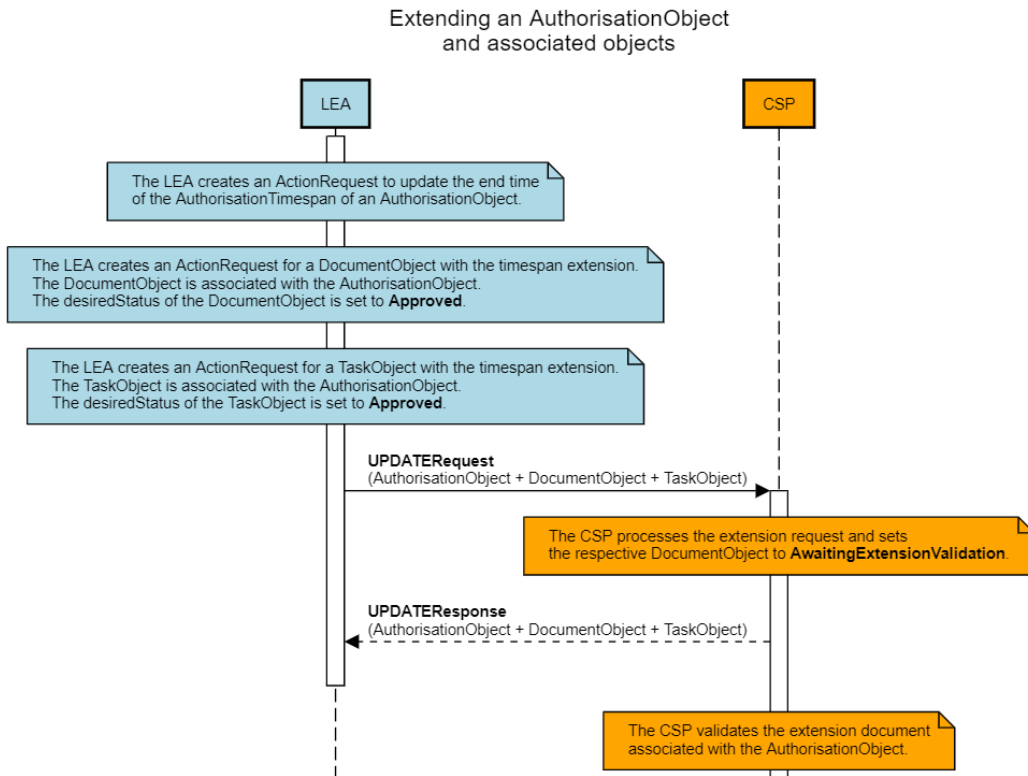 Extending an AuthorisationObject
and associated objects
LEA
CSP
The LEA creates an ActionRequest to update the end time
of the AuthorisationTimespan of an AuthorisationObject.
The LEA creates an ActionRequest for a DocumentObject with the timespan extension.
The DocumentObject is associated with the AuthorisationObject.
The desiredStatus of the DocumentObject is set to Approved.
The LEA creates an ActionRequest for a TaskObject with the timespan extension.
The TaskObject is associated with the AuthorisationObject.
The desiredStatus of the TaskObject is set to Approved.
UPDATERequest
(AuthorisationObject + DocumentObject + TaskObject)
The CSP processes the extension request and sets
the respective DocumentObject to AwaitingExtensionValidation.
UPDATEResponse
(AuthorisationObject + DocumentObject + TaskObject)
The CSP validates the extension document
associated with the AuthorisationObject.